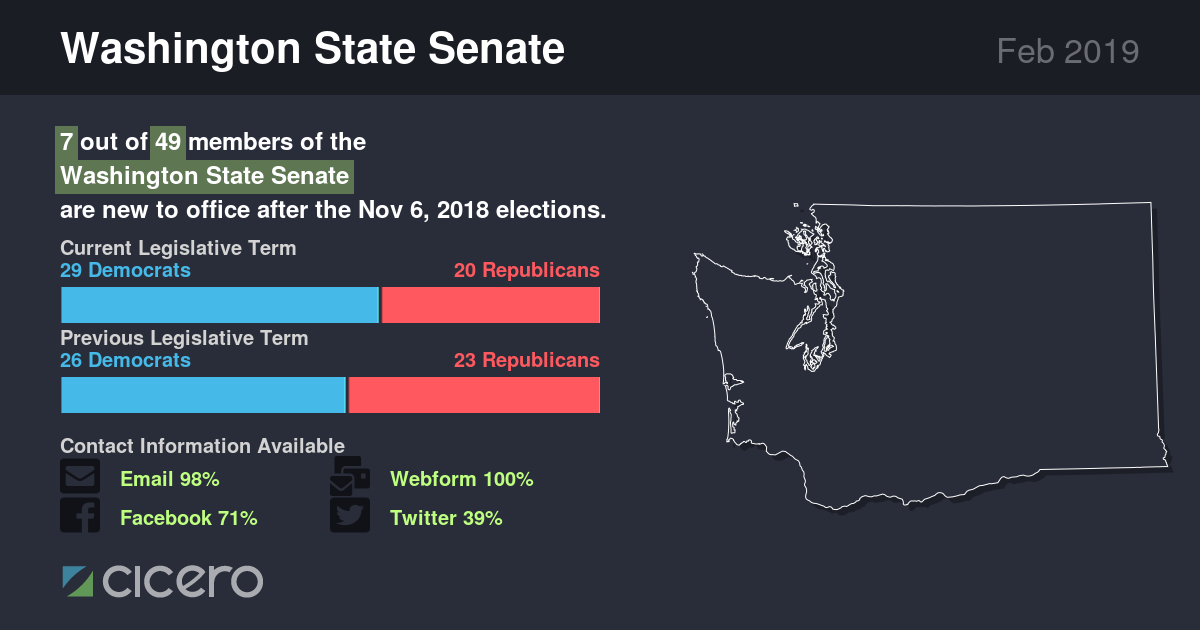 Washington State Senate
Feb 2019
7 out of 49 members of the
Washington State Senate
are new to office after the Nov 6, 2018 elections.
Current Legislative Term
29 Democrats
20 Republicans
Previous Legislative Term
26 Democrats
23 Republicans
Contact Information Available
Email 98%
Webform 100%
Facebook 71%
Twitter 39%
cicero